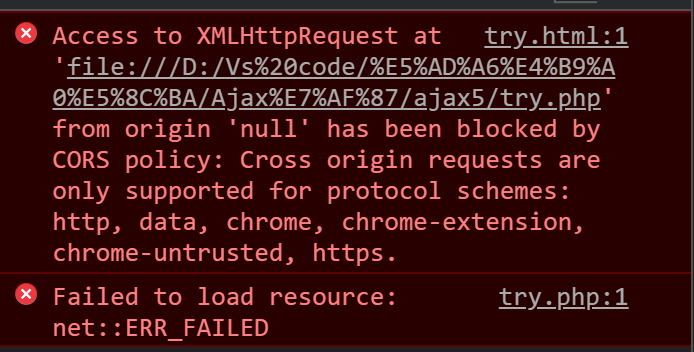 Access to XMLHttpRequest at try.html:1
'file:///D:/Vs%20code/%E5%AD%A6%E4%B9%A
0%E5%8C%BA/Ajax%E7%AF%87/ajax5/try.php'
from origin 'null' has been blocked by
CORS policy: Cross origin requests are
only supported for protocol schemes:
http, data, chrome, chrome-extension,
chrome-untrusted, https.
Failed to load resource: try.php:1
net::ERR_FAILED